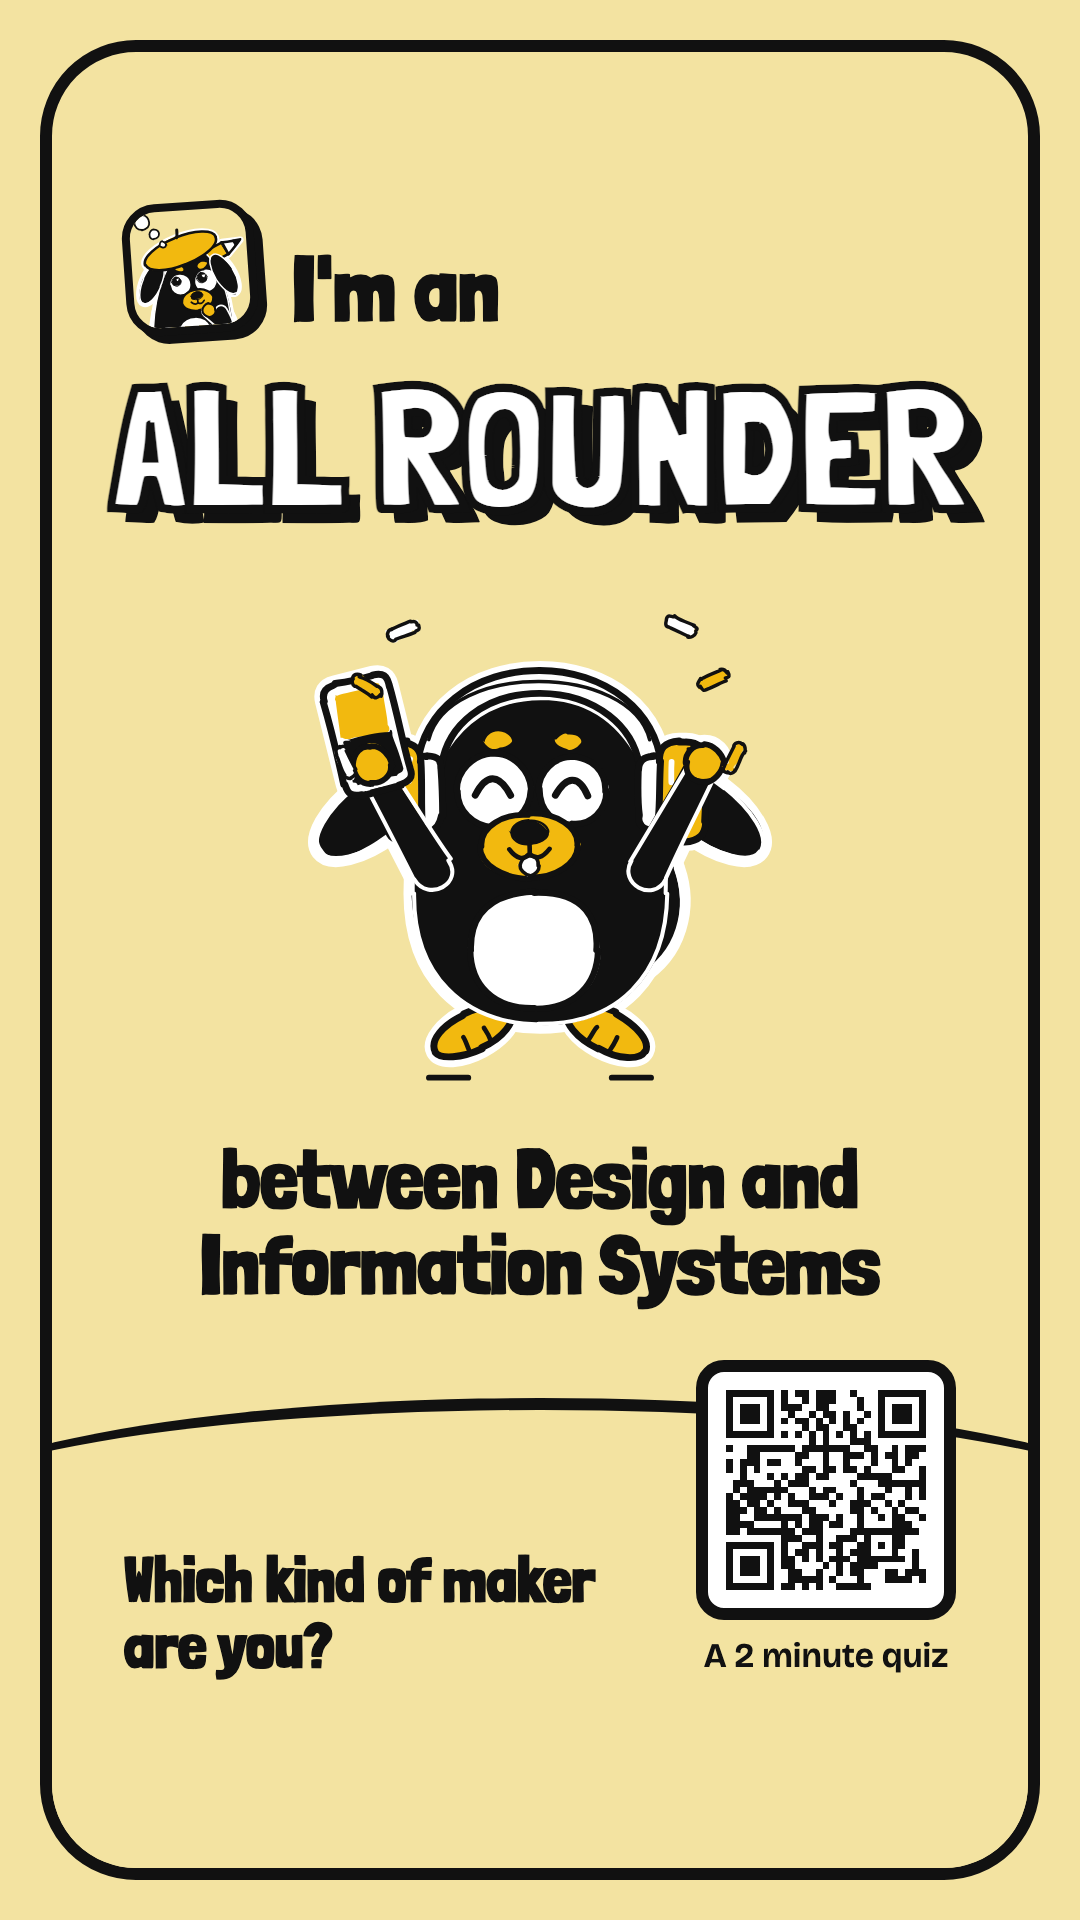 I'm an
ALL ROUNDER
between Design and
Information Systems
Which kind of maker
are you?
A 2 minute quiz